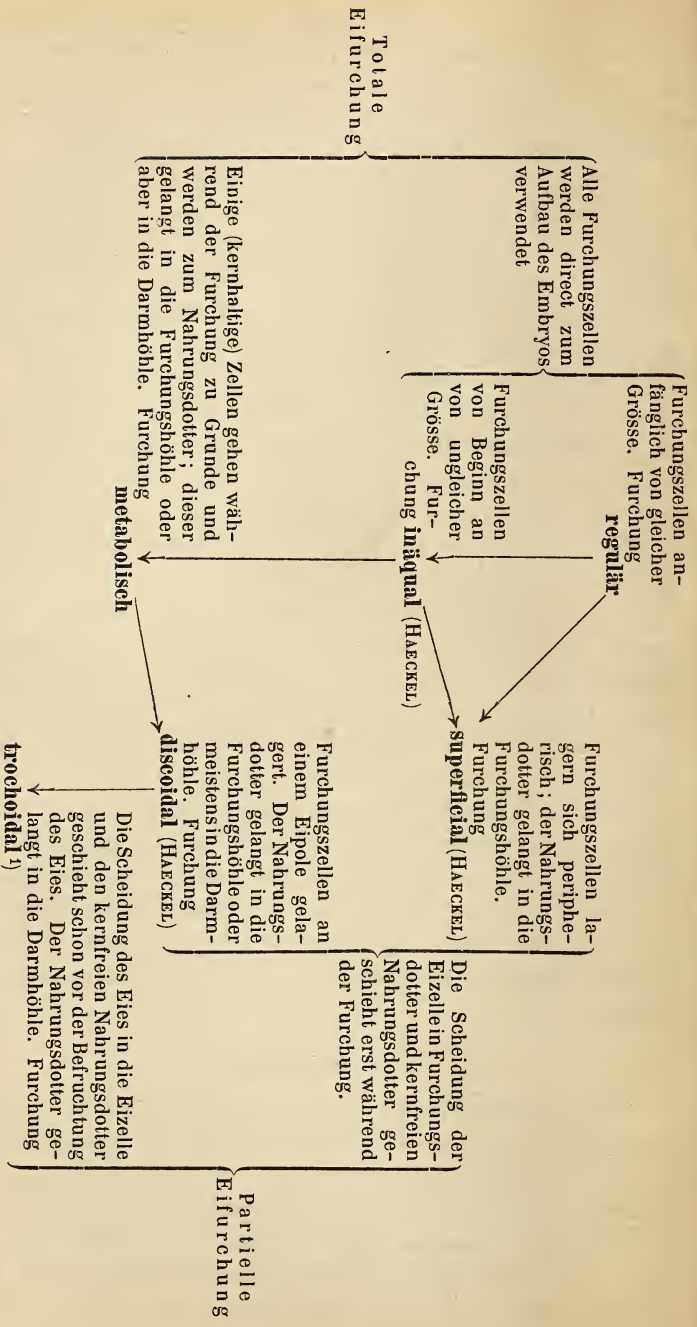 Totale
Eifurchung
Alle Furchungszellen
werden direct zum
Aufbau des Embryos
verwendet
Furchungszellen an-
fänglich von gleicher
Grösse. Furchung
regulär
Furchungszellen
von Beginn an
von ungleicher
Grösse. Fur-
chung inäqual (HAECKEL)
Einige (kernhaltige) Zellen gehen wäh-
rend der Furchung zu Grunde und
werden zum Nahrungsdotter; dieser
gelangt in die Furchungshöhle oder
aber in die Darmhöhle. Furchung
metabolisch
Furchungszellen la-
gern sich periphe-
risch; der Nahrungs-
dotter gelangt in die
Furchungshöhle.
Furchung
superficial (HAECKEL)
Furchungszellen an
einem Eipole gela-
gert. Der Nahrungs-
dotter gelangt in die
Furchungshöhle oder
meistens in die Darm-
höhle. Furchung
discoidal (HAECKEL)
Die Scheidung der
Eizelle in Furchungs-
dotter und kernfreien
Nahrungsdotter ge-
schieht erst während
der Furchung.
Die Scheidung des Eies in die Eizelle
und den kernfreien Nahrungsdotter
geschieht schon vor der Befruchtung
des Eies. Der Nahrungsdotter ge-
langt in die Darmhöhle. Furchung
trochoidal 1)
Partielle
Eifurchung